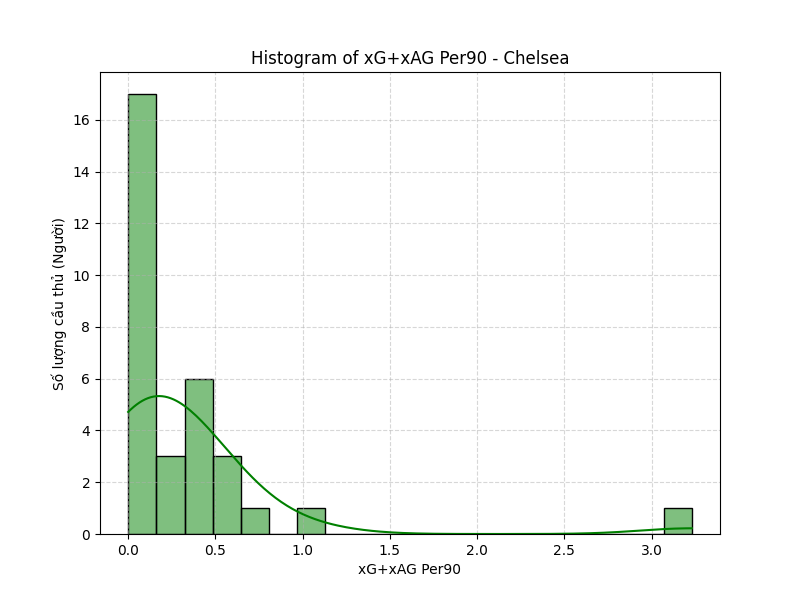 Histogram of xG+xAG Per90 - Chelsea
Số lượng cầu thủ (Người)
16
14
12
10
8
6
4
2
0
0.0 0.5 1.0 1.5 2.0 2.5 3.0
xG+xAG Per90